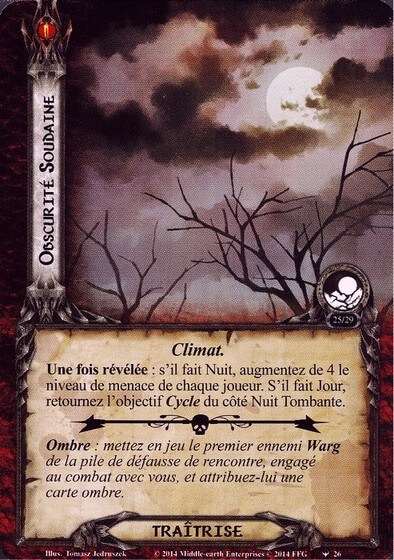 OBSCURITÉ SOUDAINE
25/29
Climat.
Une fois révélée : s'il fait Nuit, augmentez de 4 le
niveau de menace de chaque joueur. S'il fait Jour,
retournez l'objectif Cycle du côté Nuit Tombante.
Ombre : mettez en jeu le premier ennemi Warg
de la pile de défausse de rencontre, engagé
au combat avec vous, et attribuez-lui une
carte ombre.
TRAÎTRISE
Illus. Tomasz Jedruszek © 2014 Middle-earth Enterprises © 2014 FFG 26